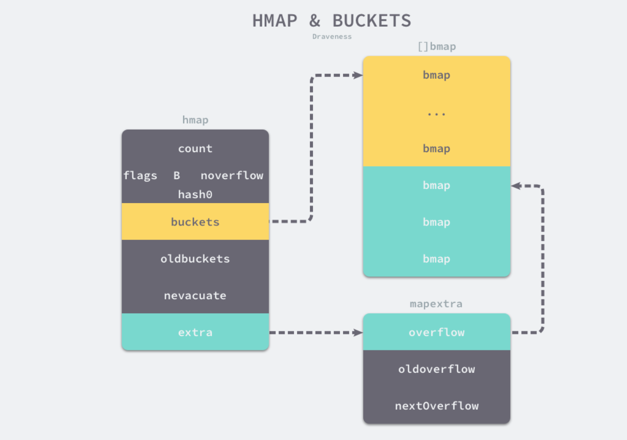 HMAP & BUCKETS
Draveness
[]bmap
bmap
...
bmap
bmap
bmap
bmap
hmap
count
flags B noverflow
hash0
buckets
oldbuckets
nevacuate
extra
mapextra
overflow
oldoverflow
nextOverflow